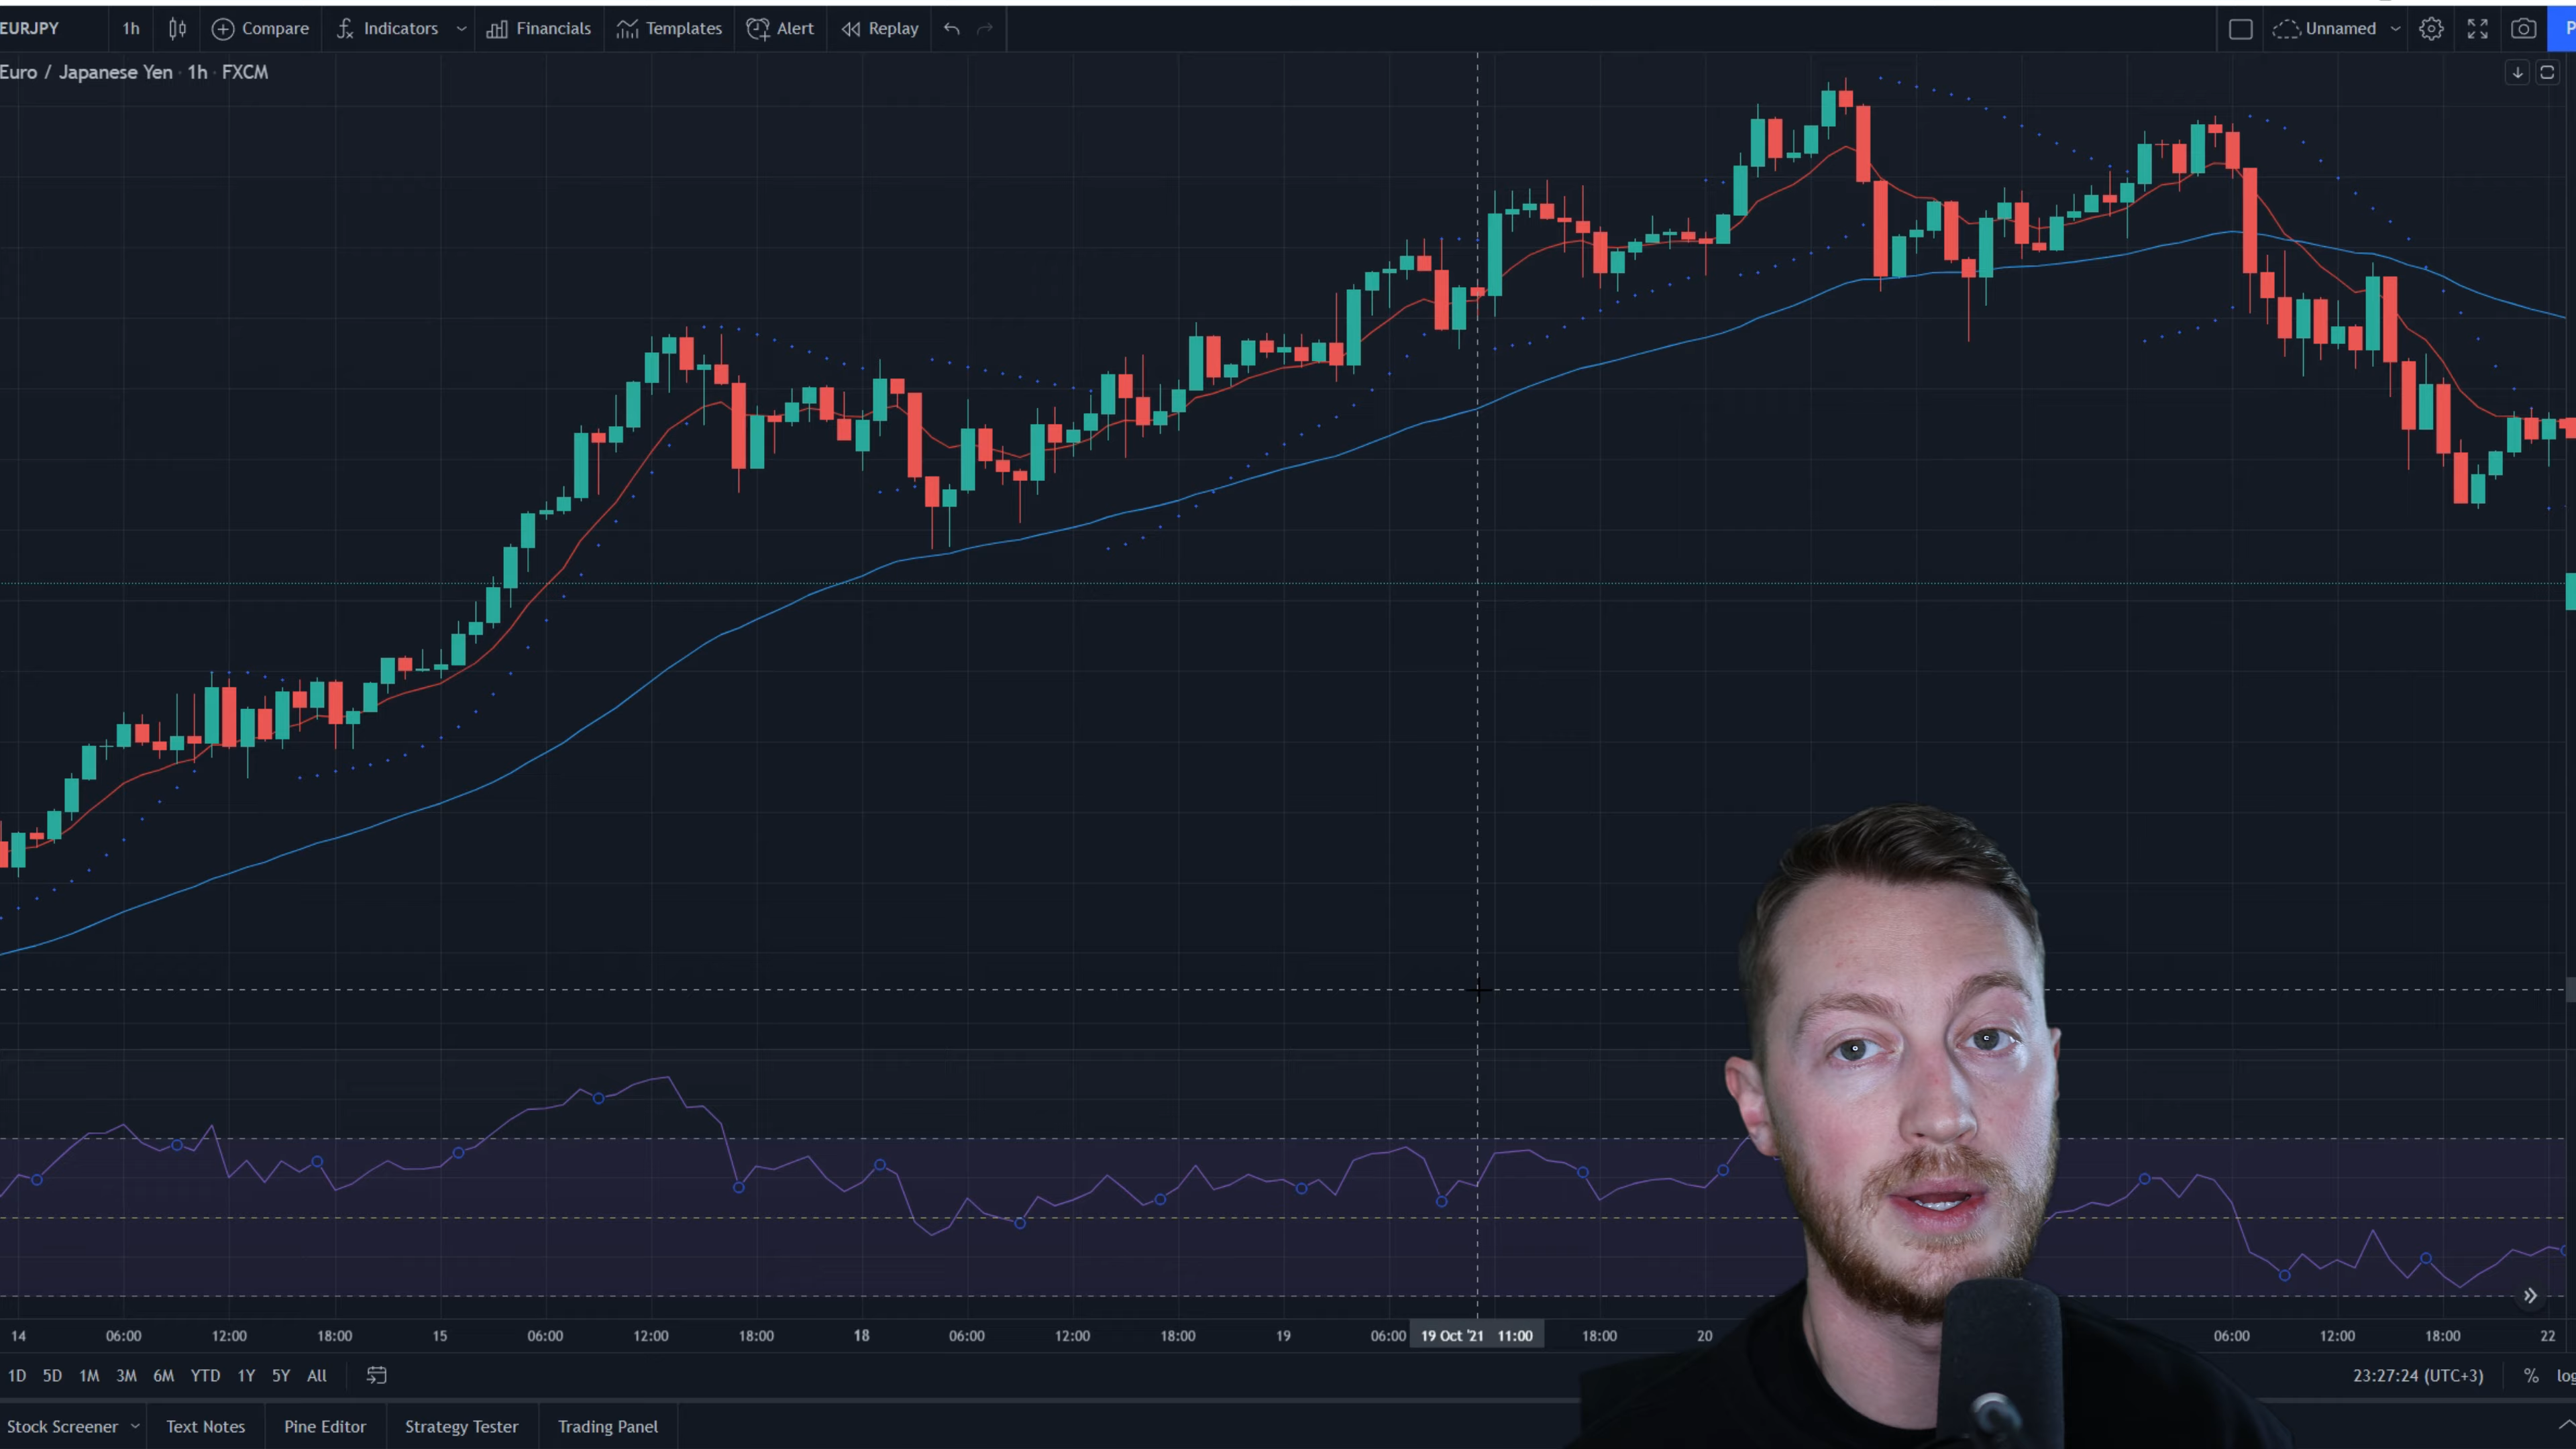 EURJPY 1h Compare Indicators Financials Templates Alert Replay Unnamed
Euro / Japanese Yen · 1h · FXCM
14 06:00 12:00 18:00 15 06:00 12:00 18:00 18 06:00 12:00 18:00 19 06:00 19 Oct '21 11:00 18:00 20 06:00 12:00 18:00 22
1D 5D 1M 3M 6M YTD 1Y 5Y All 23:27:24 (UTC+3) %
Stock Screener Text Notes Pine Editor Strategy Tester Trading Panel